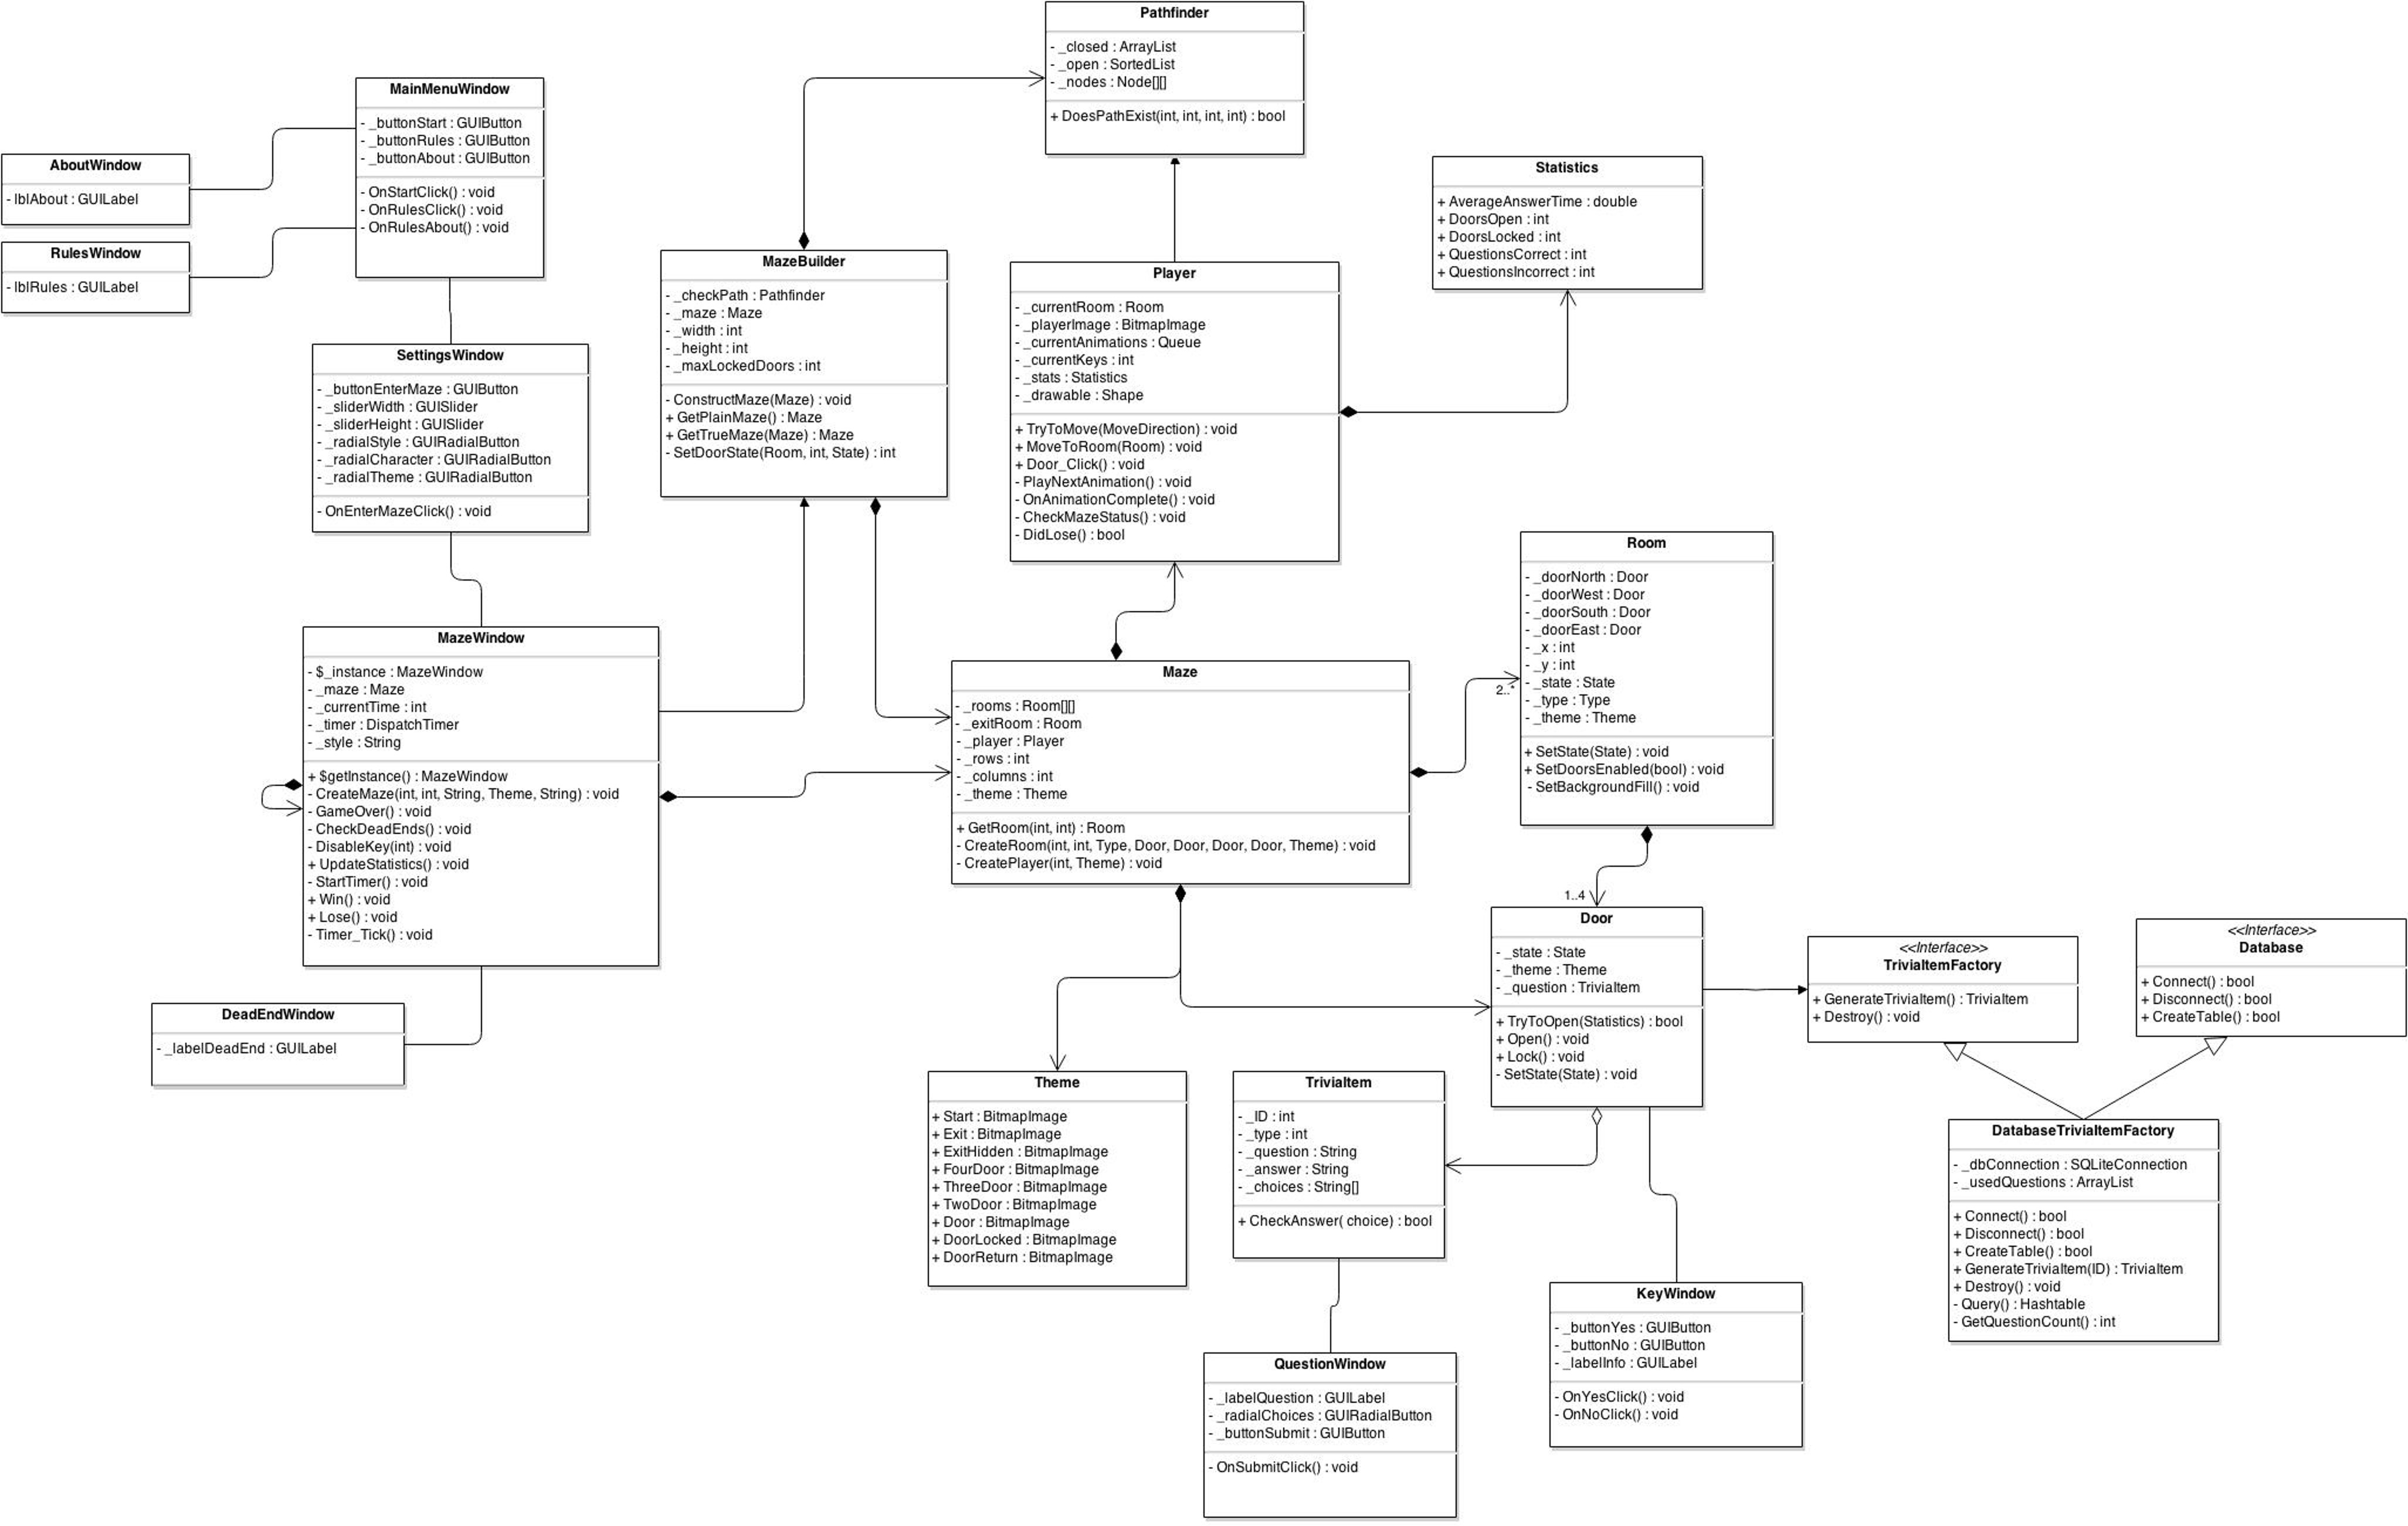 Pathfinder
- _closed : ArrayList
- _open : SortedList
- _nodes : Node[][]
+ DoesPathExist(int, int, int, int) : bool
MainMenuWindow
- _buttonStart : GUIButton
- _buttonRules : GUIButton
- _buttonAbout : GUIButton
- OnStartClick() : void
- OnRulesClick() : void
- OnRulesAbout() : void
AboutWindow
- lblAbout : GUILabel
RulesWindow
- lblRules : GUILabel
Statistics
+ AverageAnswerTime : double
+ DoorsOpen : int
+ DoorsLocked : int
+ QuestionsCorrect : int
+ QuestionsIncorrect : int
MazeBuilder
- _checkPath : Pathfinder
- _maze : Maze
- _width : int
- _height : int
- _maxLockedDoors : int
- ConstructMaze(Maze) : void
+ GetPlainMaze() : Maze
+ GetTrueMaze(Maze) : Maze
- SetDoorState(Room, int, State) : int
Player
- _currentRoom : Room
- _playerImage : BitmapImage
- _currentAnimations : Queue
- _currentKeys : int
- _stats : Statistics
- _drawable : Shape
+ TryToMove(MoveDirection) : void
+ MoveToRoom(Room) : void
+ Door_Click() : void
- PlayNextAnimation() : void
- OnAnimationComplete() : void
- CheckMazeStatus() : void
- DidLose() : bool
SettingsWindow
- _buttonEnterMaze : GUIButton
- _sliderWidth : GUISlider
- _sliderHeight : GUISlider
- _radialStyle : GUIRadialButton
- _radialCharacter : GUIRadialButton
- _radialTheme : GUIRadialButton
- OnEnterMazeClick() : void
Room
- _doorNorth : Door
- _doorWest : Door
- _doorSouth : Door
- _doorEast : Door
- _x : int
- _y : int
- _state : State
- _type : Type
- _theme : Theme
+ SetState(State) : void
+ SetDoorsEnabled(bool) : void
- SetBackgroundFill() : void
2..*
MazeWindow
- $_instance : MazeWindow
- _maze : Maze
- _currentTime : int
- _timer : DispatchTimer
- _style : String
+ $getInstance() : MazeWindow
- CreateMaze(int, int, String, Theme, String) : void
- GameOver() : void
- CheckDeadEnds() : void
- DisableKey(int) : void
+ UpdateStatistics() : void
- StartTimer() : void
+ Win() : void
+ Lose() : void
- Timer_Tick() : void
Maze
- _rooms : Room[][]
- _exitRoom : Room
- _player : Player
- _rows : int
- _columns : int
- _theme : Theme
+ GetRoom(int, int) : Room
- CreateRoom(int, int, Type, Door, Door, Door, Door, Theme) : void
- CreatePlayer(int, Theme) : void
1..4
Door
- _state : State
- _theme : Theme
- _question : TriviaItem
+ TryToOpen(Statistics) : bool
+ Open() : void
+ Lock() : void
- SetState(State) : void
<<Interface>>
TriviaItemFactory
+ GenerateTriviaItem() : TriviaItem
+ Destroy() : void
<<Interface>>
Database
+ Connect() : bool
+ Disconnect() : bool
+ CreateTable() : bool
DeadEndWindow
- _labelDeadEnd : GUILabel
Theme
+ Start : BitmapImage
+ Exit : BitmapImage
+ ExitHidden : BitmapImage
+ FourDoor : BitmapImage
+ ThreeDoor : BitmapImage
+ TwoDoor : BitmapImage
+ Door : BitmapImage
+ DoorLocked : BitmapImage
+ DoorReturn : BitmapImage
TriviaItem
- _ID : int
- _type : int
- _question : String
- _answer : String
- _choices : String[]
+ CheckAnswer( choice) : bool
DatabaseTriviaItemFactory
- _dbConnection : SQLiteConnection
- _usedQuestions : ArrayList
+ Connect() : bool
+ Disconnect() : bool
+ CreateTable() : bool
+ GenerateTriviaItem(ID) : TriviaItem
+ Destroy() : void
- Query() : Hashtable
- GetQuestionCount() : int
KeyWindow
- _buttonYes : GUIButton
- _buttonNo : GUIButton
- _labelInfo : GUILabel
- OnYesClick() : void
- OnNoClick() : void
QuestionWindow
- _labelQuestion : GUILabel
- _radialChoices : GUIRadialButton
- _buttonSubmit : GUIButton
- OnSubmitClick() : void